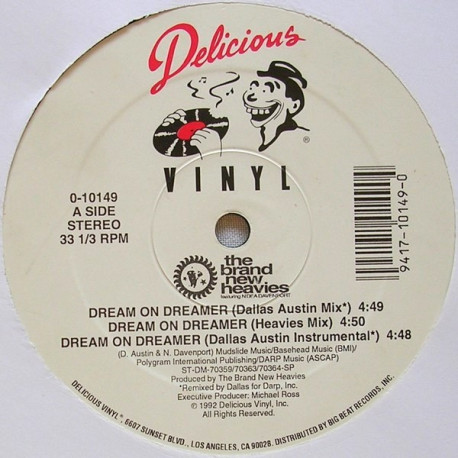 Delicious
VINYL
®
0-10149
A SIDE
STEREO
33 1/3 RPM
9417-10149-0
the
brand
new
heavies
featuring N'DEA DAVENPORT
DREAM ON DREAMER (Dallas Austin Mix*) 4:49
DREAM ON DREAMER (Heavies Mix) 4:50
DREAM ON DREAMER (Dallas Austin Instrumental*) 4:48
(D. Austin & N. Davenport) Mudslide Music/Basehead Music (BMI)/
Polygram International Publishing/DARP Music (ASCAP)
ST-DM-70359/70363/70364-SP
Produced by The Brand New Heavies
*Remixed by Dallas for Darp, Inc.
Executive Producer: Michael Ross
© 1992 Delicious Vinyl, Inc.
All Rights Reserved.
DELICIOUS VINYL*, 6607 SUNSET BLVD., LOS ANGELES, CA 90028. DISTRIBUTED BY BIG BEAT RECORDS, INC.